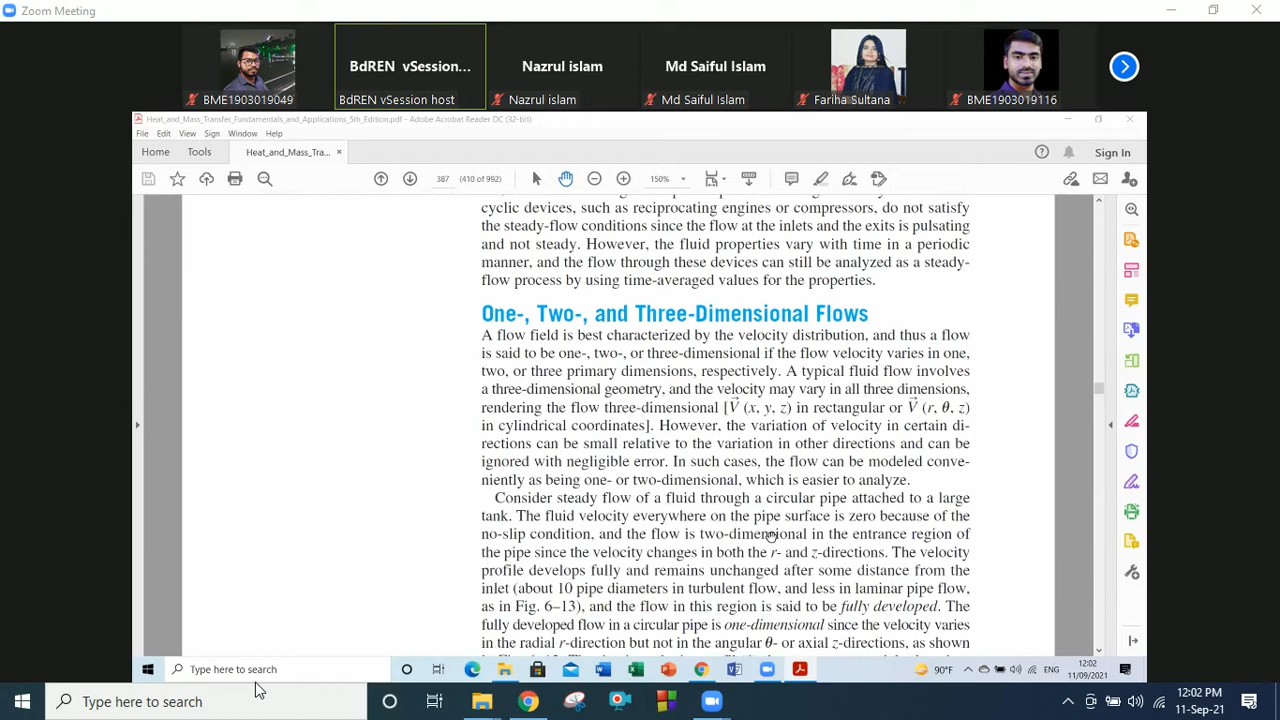 Zoom Meeting
BME1903019049
BdREN vSession...
BdREN vSession host
Nazrul islam
Nazrul islam
Md Saiful Islam
Md Saiful Islam
Fariha Sultana
BME1903019116
Heat_and_Mass_Transfer_Fundamentals_and_Applications_5th_Edition.pdf - Adobe Acrobat Reader DC (32-bit)
File Edit View Sign Window Help
Home Tools Heat_and_Mass_Tra... × Sign In
387 (410 of 992) 150%
cyclic devices, such as reciprocating engines or compressors, do not satisfy
the steady-flow conditions since the flow at the inlets and the exits is pulsating
and not steady. However, the fluid properties vary with time in a periodic
manner, and the flow through these devices can still be analyzed as a steady-
flow process by using time-averaged values for the properties.
One-, Two-, and Three-Dimensional Flows
A flow field is best characterized by the velocity distribution, and thus a flow
is said to be one-, two-, or three-dimensional if the flow velocity varies in one,
two, or three primary dimensions, respectively. A typical fluid flow involves
a three-dimensional geometry, and the velocity may vary in all three dimensions,
rendering the flow three-dimensional [V⃗ (x, y, z) in rectangular or V⃗ (r, θ, z)
in cylindrical coordinates]. However, the variation of velocity in certain di-
rections can be small relative to the variation in other directions and can be
ignored with negligible error. In such cases, the flow can be modeled conve-
niently as being one- or two-dimensional, which is easier to analyze.
Consider steady flow of a fluid through a circular pipe attached to a large
tank. The fluid velocity everywhere on the pipe surface is zero because of the
no-slip condition, and the flow is two-dimensional in the entrance region of
the pipe since the velocity changes in both the r- and z-directions. The velocity
profile develops fully and remains unchanged after some distance from the
inlet (about 10 pipe diameters in turbulent flow, and less in laminar pipe flow,
as in Fig. 6–13), and the flow in this region is said to be fully developed. The
fully developed flow in a circular pipe is one-dimensional since the velocity varies
in the radial r-direction but not in the angular θ- or axial z-directions, as shown
Type here to search
90°F ENG 12:02
11/09/2021
Type here to search
12:02 PM
11-Sep-21